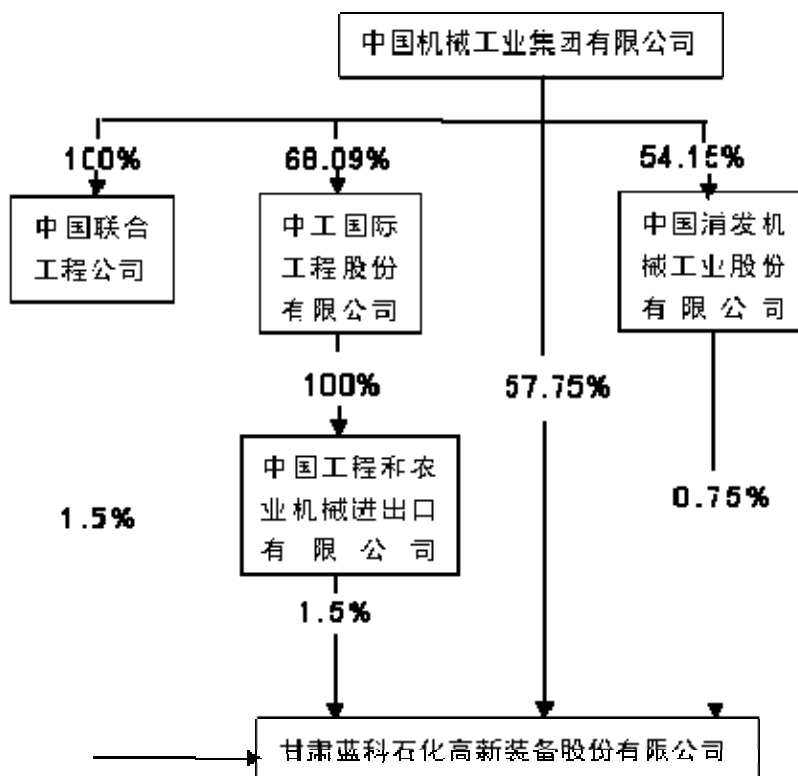 中国机械工业集团有限公司
100%
68.09%
54.15%
中国联合
工程公司
中工国际
工程股份
有限公司
中国浦发机
械工业股份
有限公司
100%
57.75%
中国工程和农
业机械进出口
有限公司
1.5%
0.75%
1.5%
甘肃蓝科石化高新装备股份有限公司